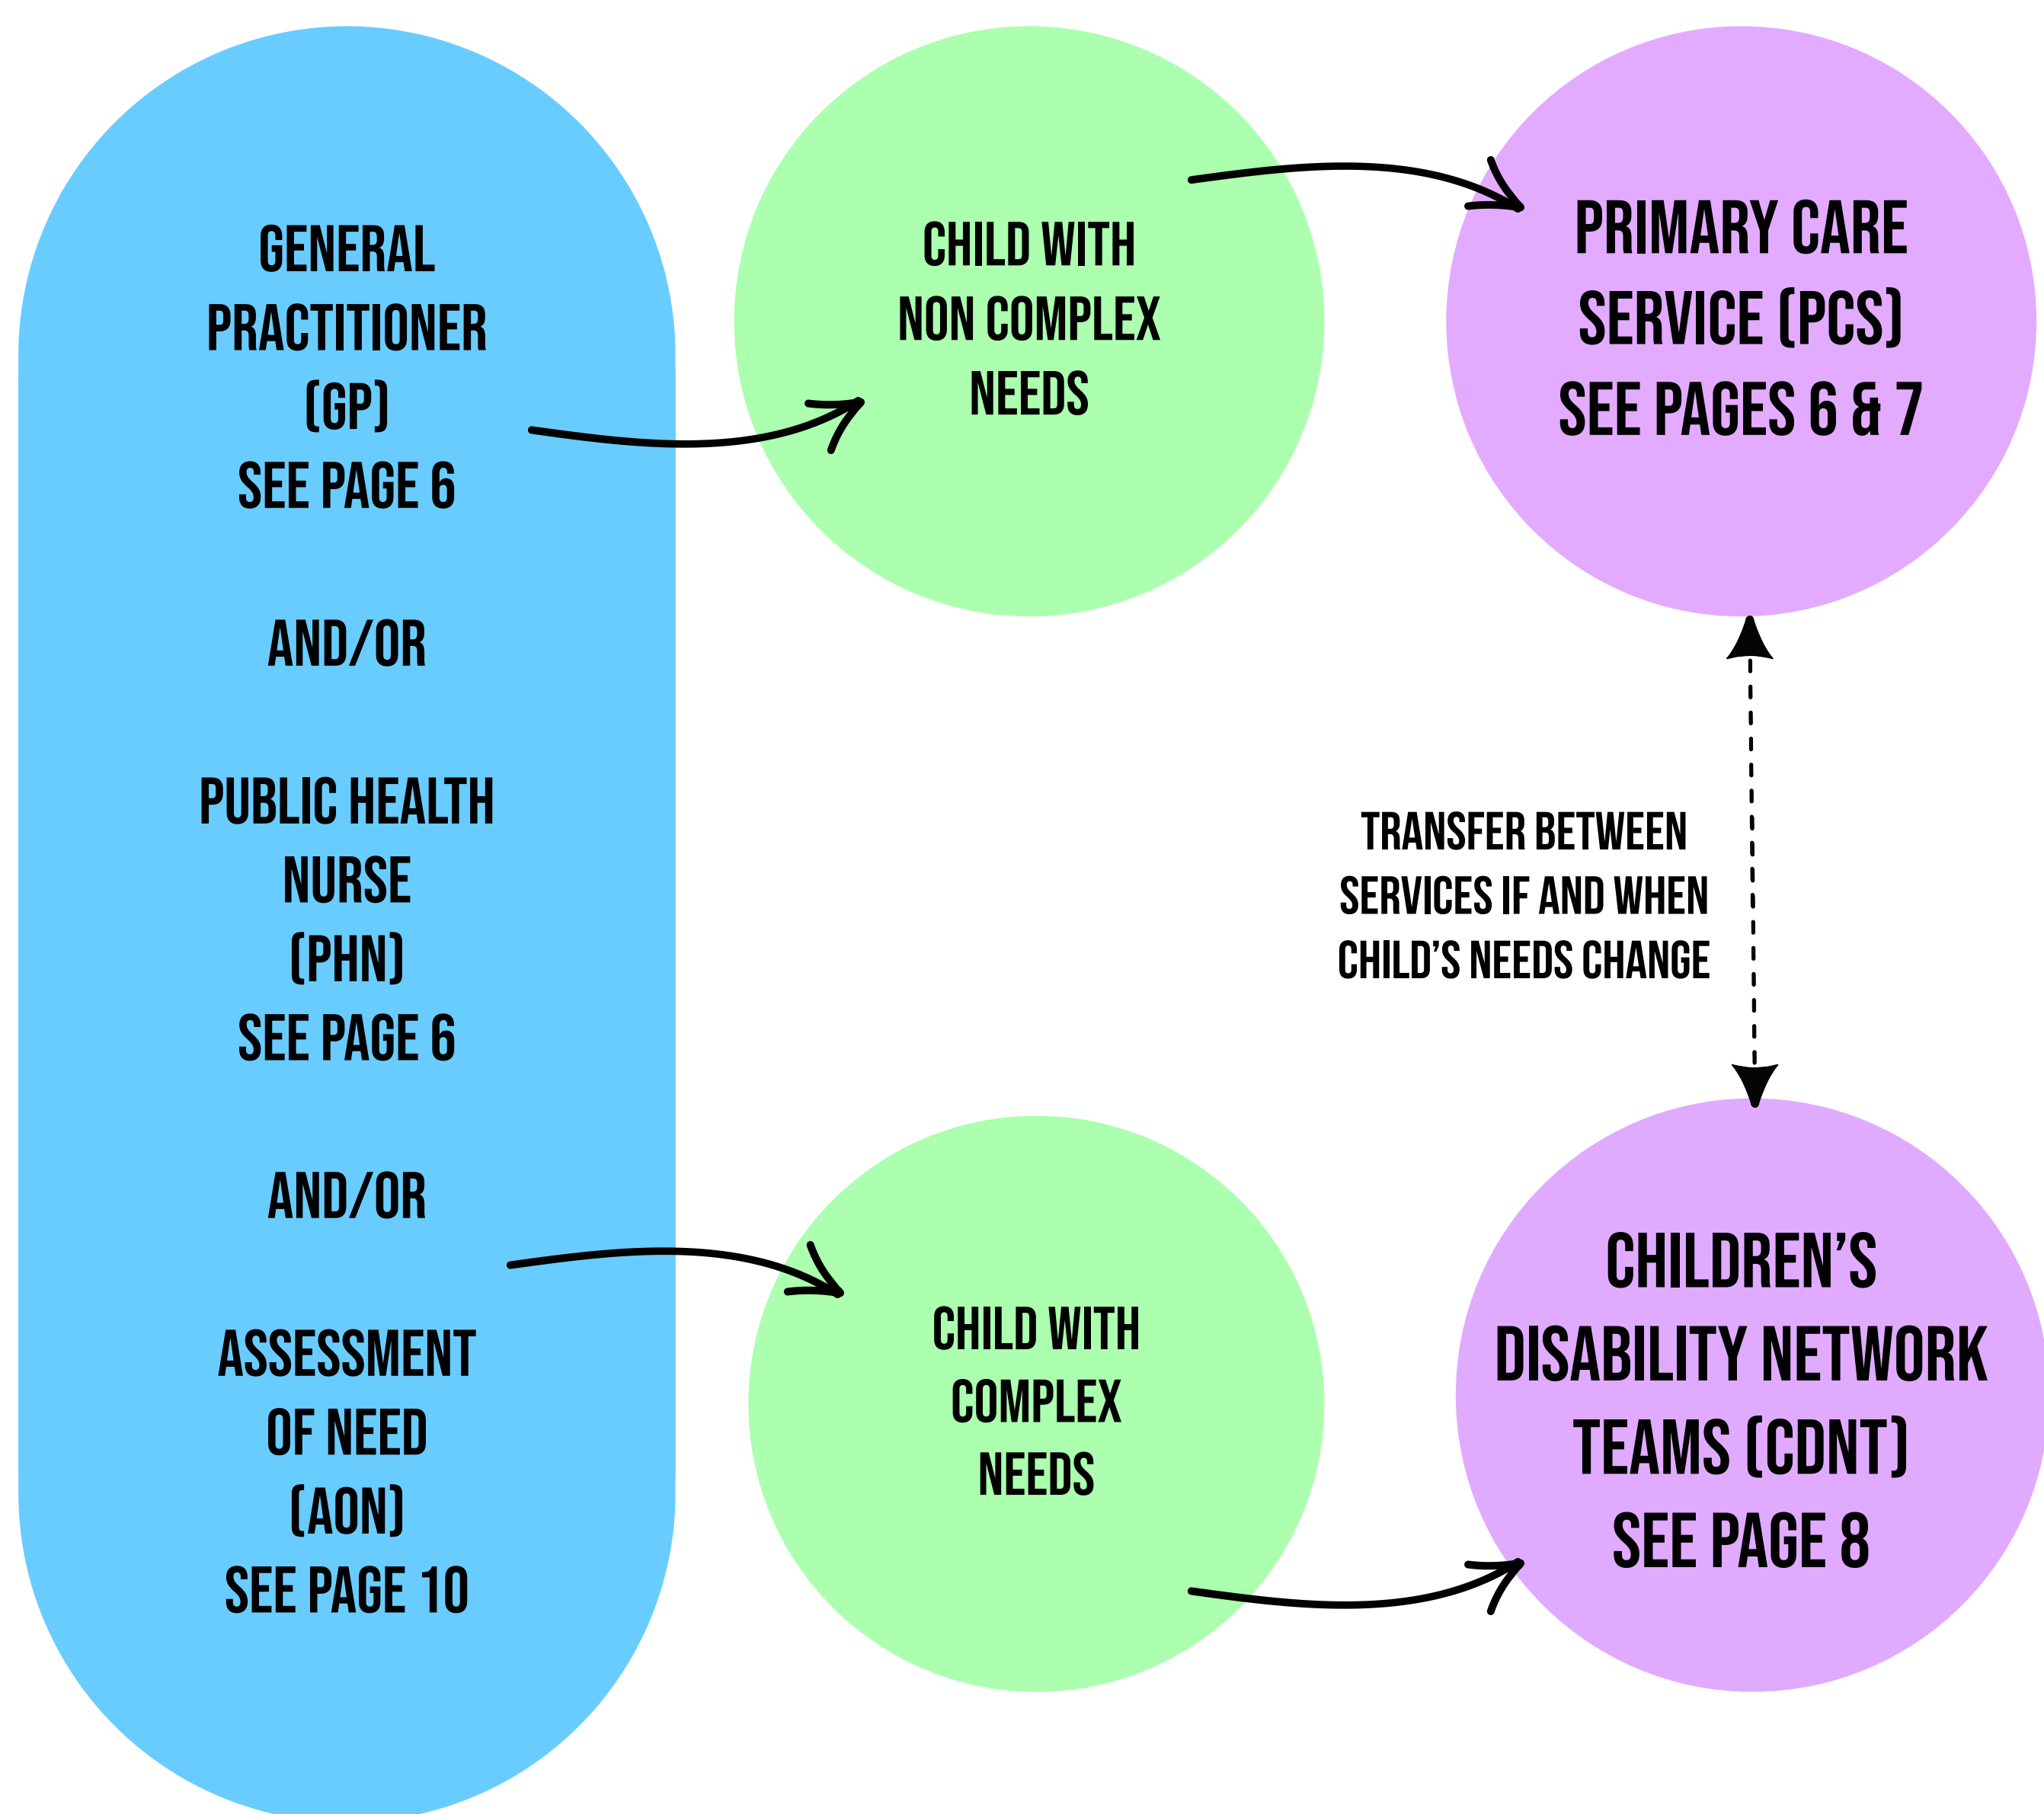 GENERAL
PRACTITIONER
(GP)
SEE PAGE 6
AND/OR
PUBLIC HEALTH
NURSE
(PHN)
SEE PAGE 6
AND/OR
ASSESSMENT
OF NEED
(AON)
SEE PAGE 10
CHILD WITH
NON COMPLEX
NEEDS
PRIMARY CARE
SERVICE (PCS)
SEE PAGES 6 & 7
TRANSFER BETWEEN
SERVICES IF AND WHEN
CHILD'S NEEDS CHANGE
CHILD WITH
COMPLEX
NEEDS
CHILDREN'S
DISABILITY NETWORK
TEAMS (CDNT)
SEE PAGE 8